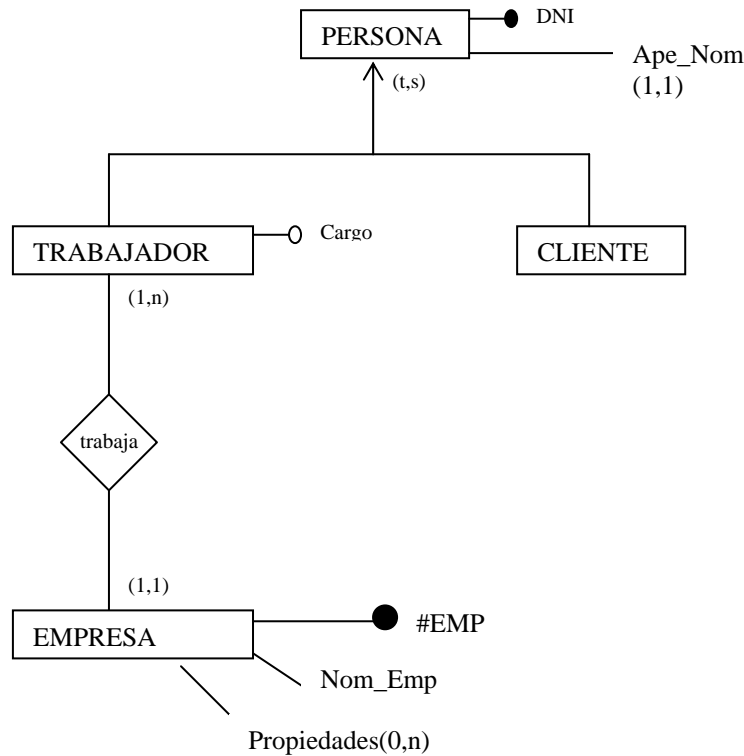 PERSONA
DNI
Ape_Nom
(1,1)
(t,s)
TRABAJADOR
Cargo
CLIENTE
(1,n)
trabaja
(1,1)
EMPRESA
#EMP
Nom_Emp
Propiedades(0,n)